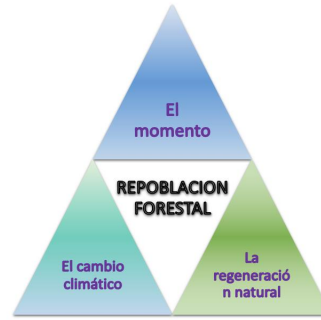 El
momento
REPOBLACION
FORESTAL
El cambio
climático
La
regeneració
n natural